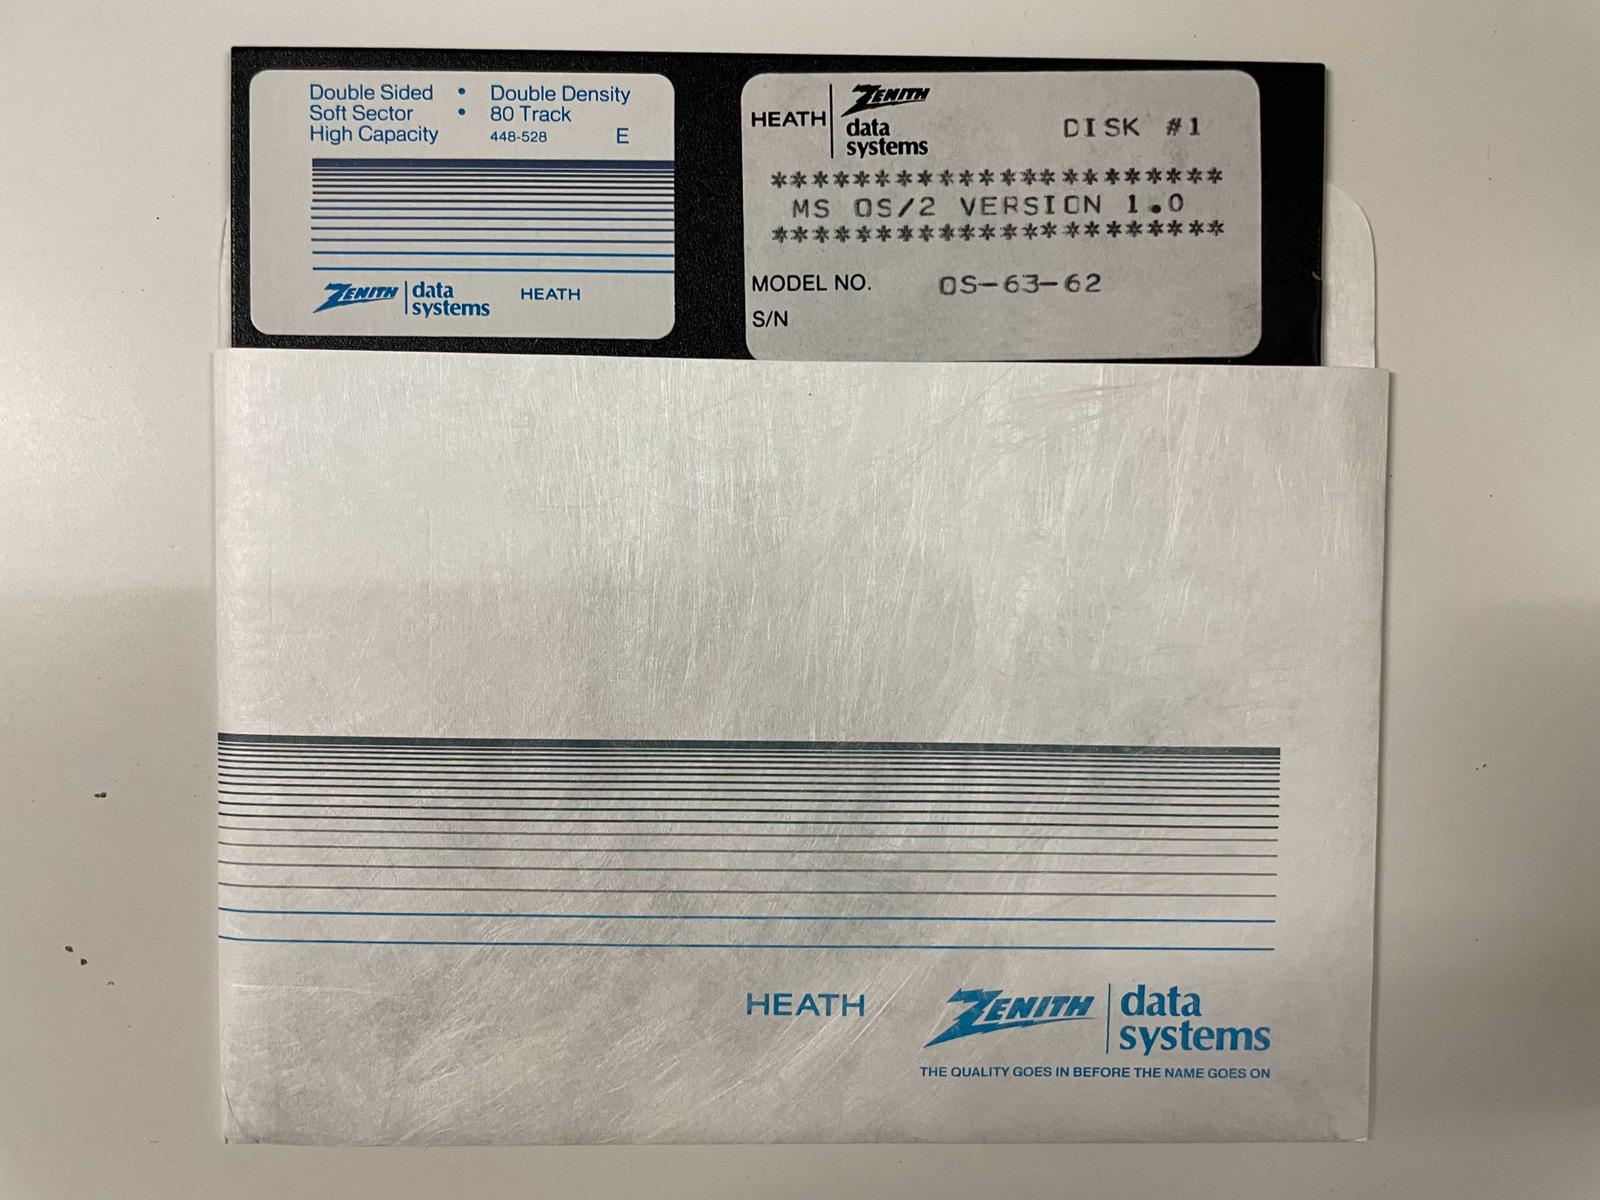 Double Sided • Double Density
Soft Sector • 80 Track
High Capacity 448-528 E
ZENITH data systems HEATH
HEATH ZENITH data systems
DISK #1
**********************
MS OS/2 VERSION 1.0
**********************
MODEL NO. OS-63-62
S/N
HEATH ZENITH data systems
THE QUALITY GOES IN BEFORE THE NAME GOES ON